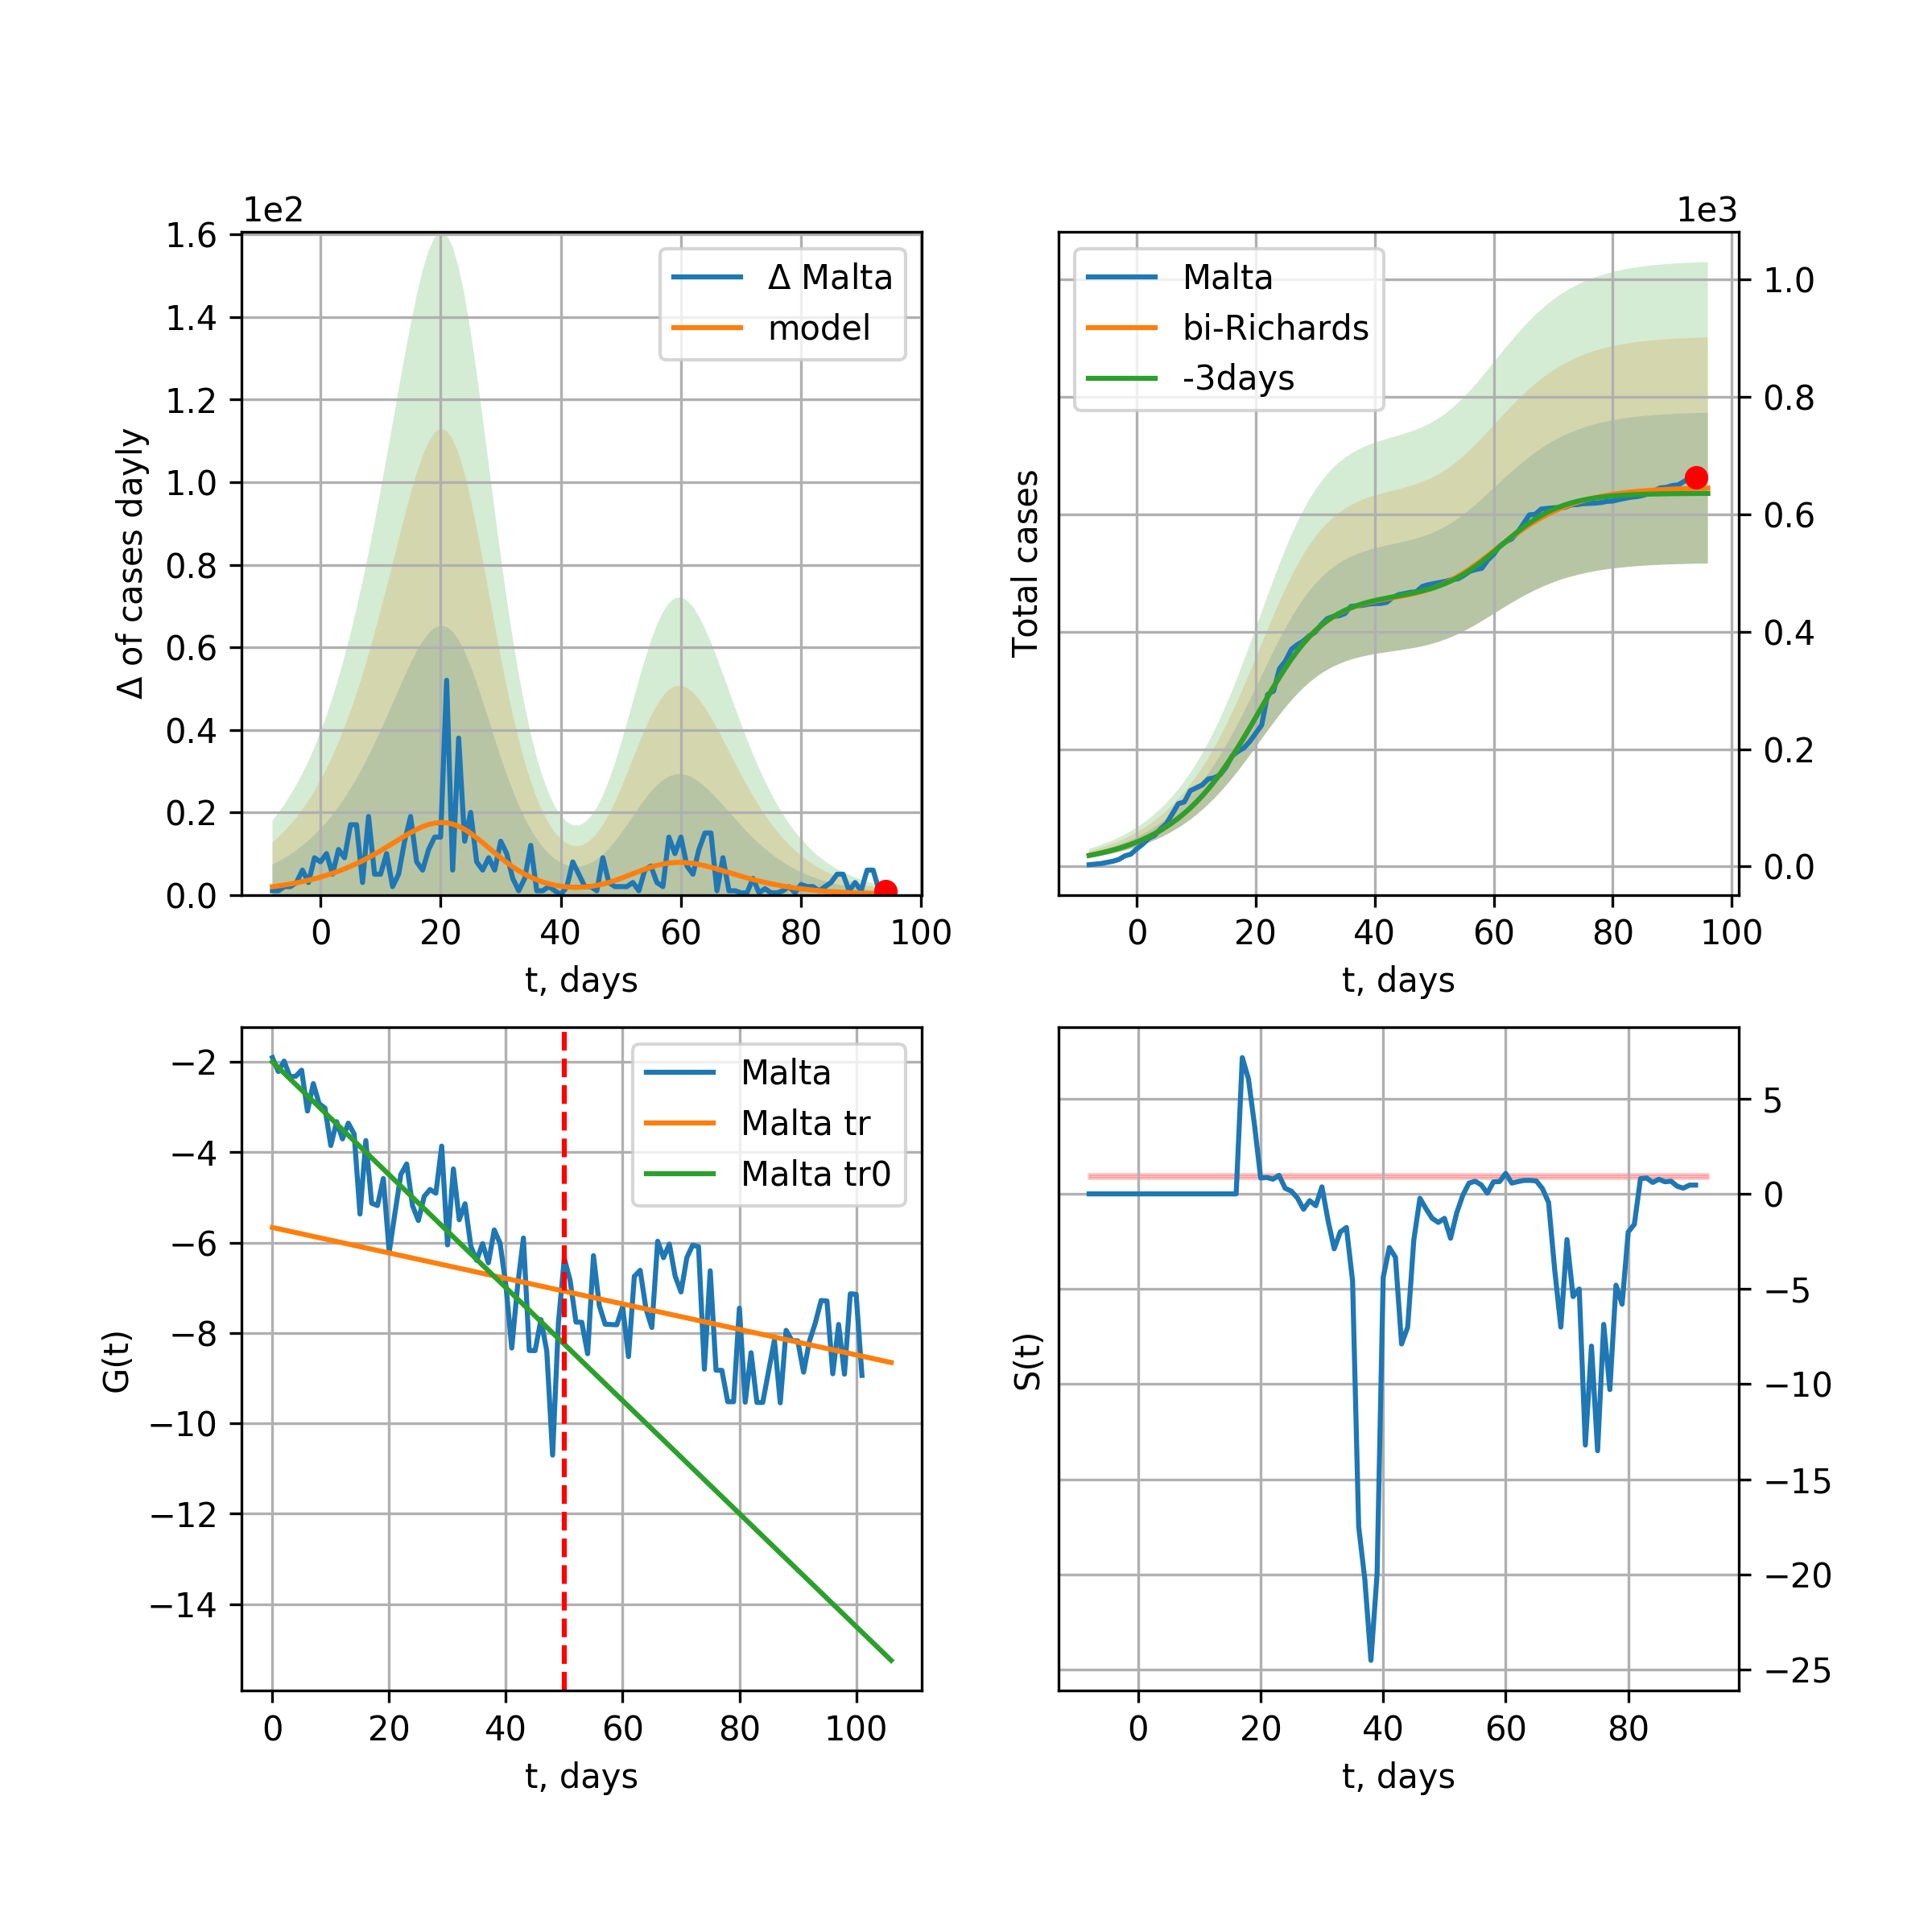 1e2
1.6
1.4
1.2
1.0
0.8
0.6
0.4
0.2
0.0
Δ of cases dayly
Δ Malta
model
0 20 40 60 80 100
t, days
1e3
1.0
0.8
0.6
0.4
0.2
0.0
Total cases
Malta
bi-Richards
-3days
0 20 40 60 80 100
t, days
−2
−4
−6
−8
−10
−12
−14
G(t)
Malta
Malta tr
Malta tr0
0 20 40 60 80 100
t, days
5
0
−5
−10
−15
−20
−25
S(t)
0 20 40 60 80
t, days